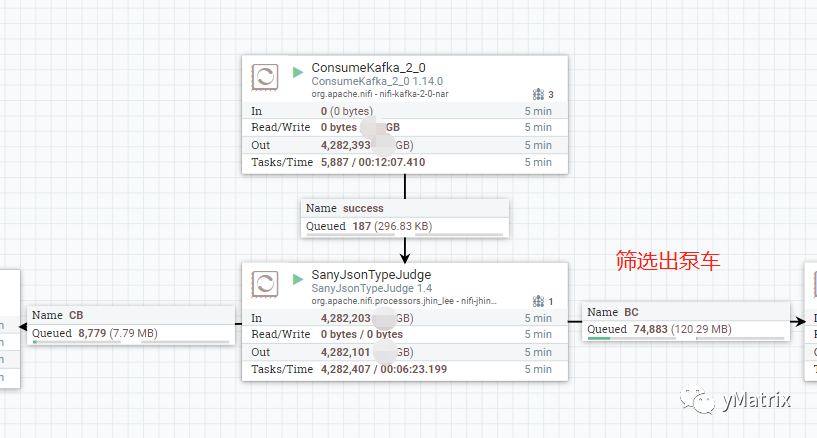 ConsumeKafka_2_0
ConsumeKafka_2_0 1.14.0
org.apache.nifi - nifi-kafka-2-0-nar
3
In 0 (0 bytes) 5 min
Read/Write 0 bytes GB 5 min
Out 4,282,393 GB) 5 min
Tasks/Time 5,887 / 00:12:07.410 5 min
Name success
Queued 187 (296.83 KB)
筛选出泵车
SanyJsonTypeJudge
SanyJsonTypeJudge 1.4
org.apache.nifi.processors.jhin_lee - nifi-jhin...
1
In 4,282,203 GB) 5 min
Read/Write 0 bytes / 0 bytes 5 min
Out 4,282,101 GB) 5 min
Tasks/Time 4,282,407 / 00:06:23.199 5 min
Name CB
Queued 8,779 (7.79 MB)
Name BC
Queued 74,883 (120.29 MB)
yMatrix